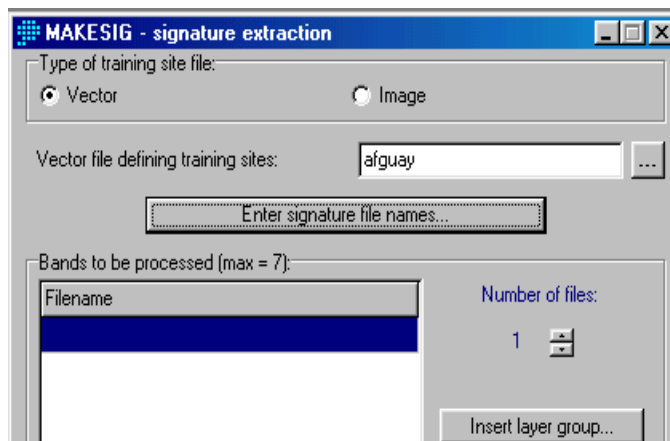 MAKESIG - signature extraction
Type of training site file:
Vector
Image
Vector file defining training sites:
afguay
...
Enter signature file names...
Bands to be processed (max = 7):
Filename
Number of files:
1
Insert layer group...